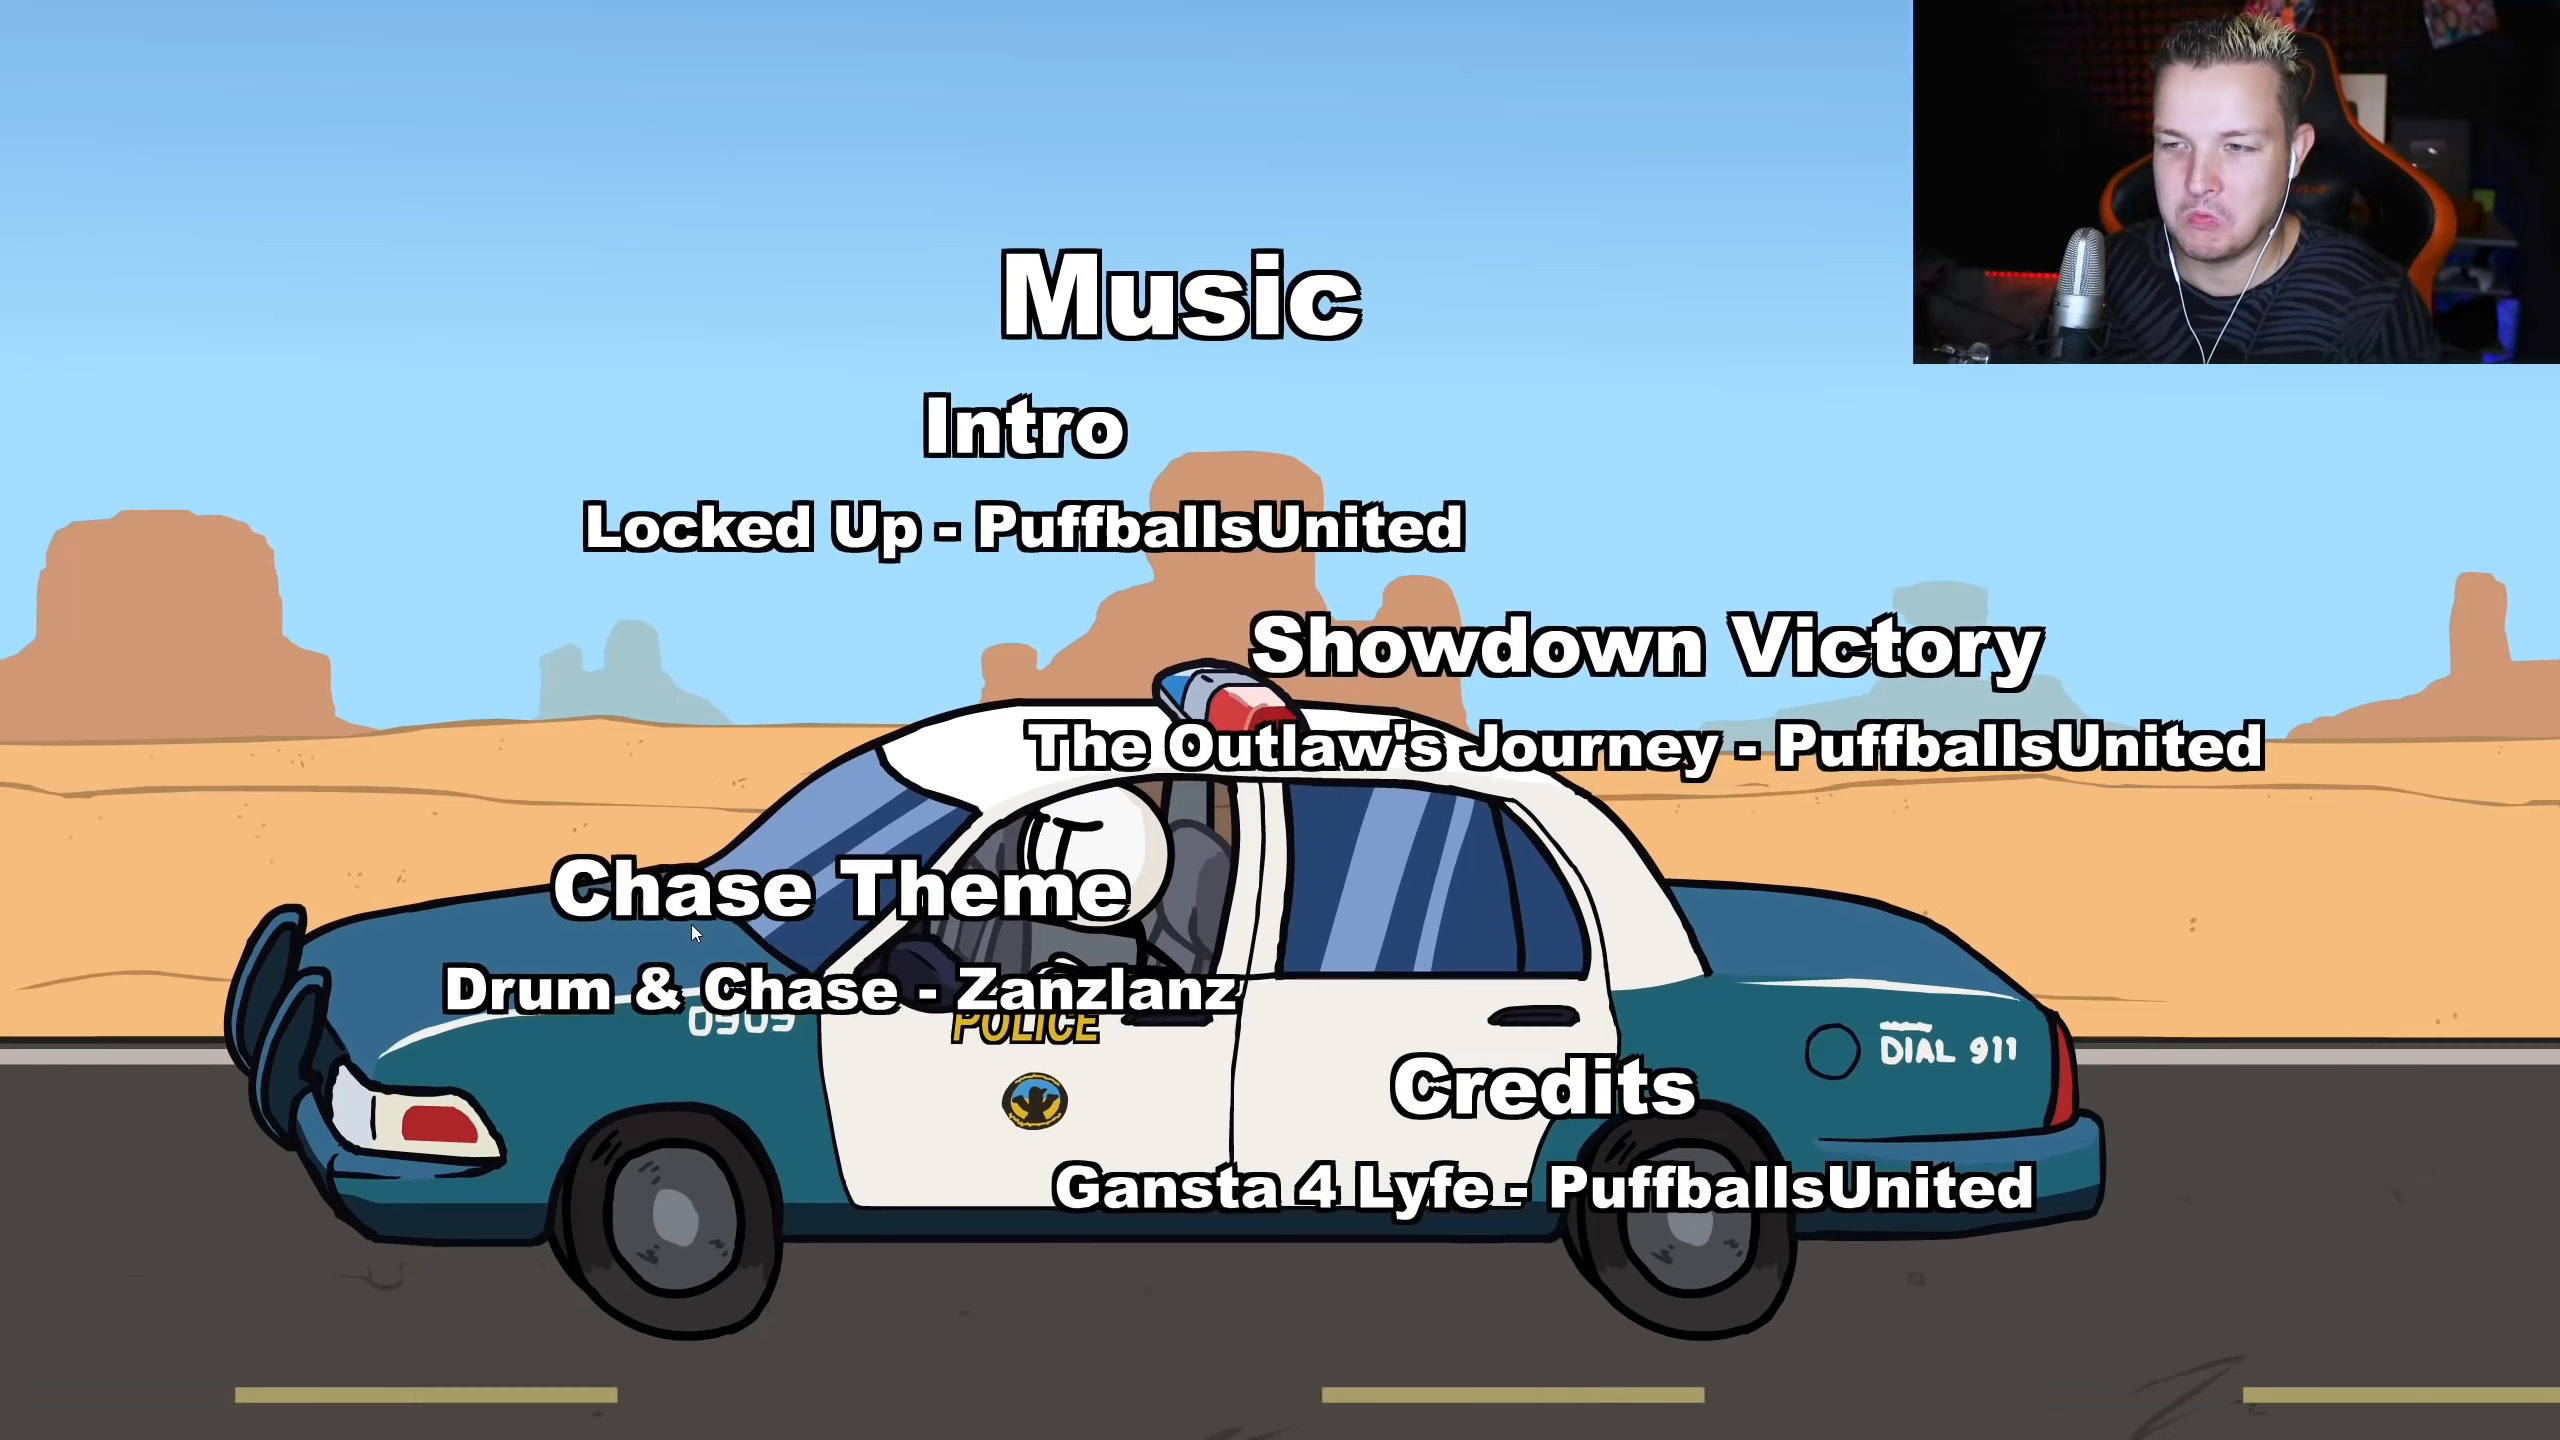 Music
Intro
Locked Up - PuffballsUnited
Showdown Victory
The Outlaw's Journey - PuffballsUnited
Chase Theme
Drum & Chase - Zanzlanz
0909
POLICE
DIAL 911
Credits
Gansta 4 Lyfe - PuffballsUnited